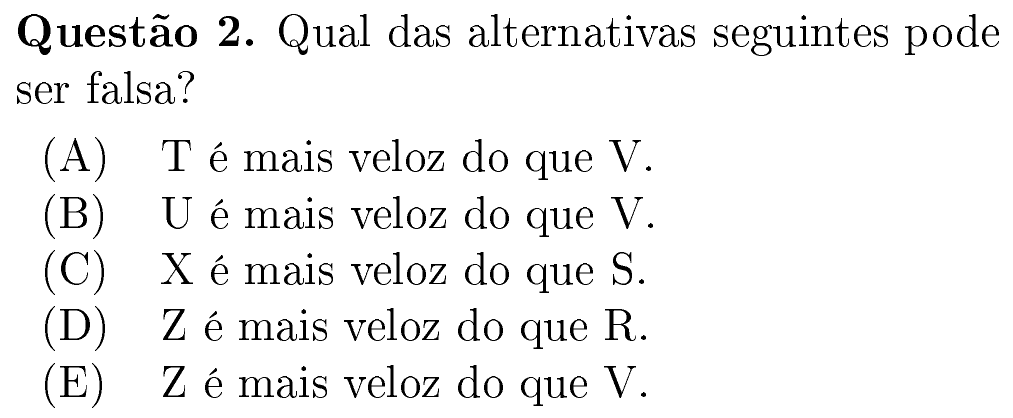 Questão 2. Qual das alternativas seguintes pode
ser falsa?
(A) T é mais veloz do que V.
(B) U é mais veloz do que V.
(C) X é mais veloz do que S.
(D) Z é mais veloz do que R.
(E) Z é mais veloz do que V.